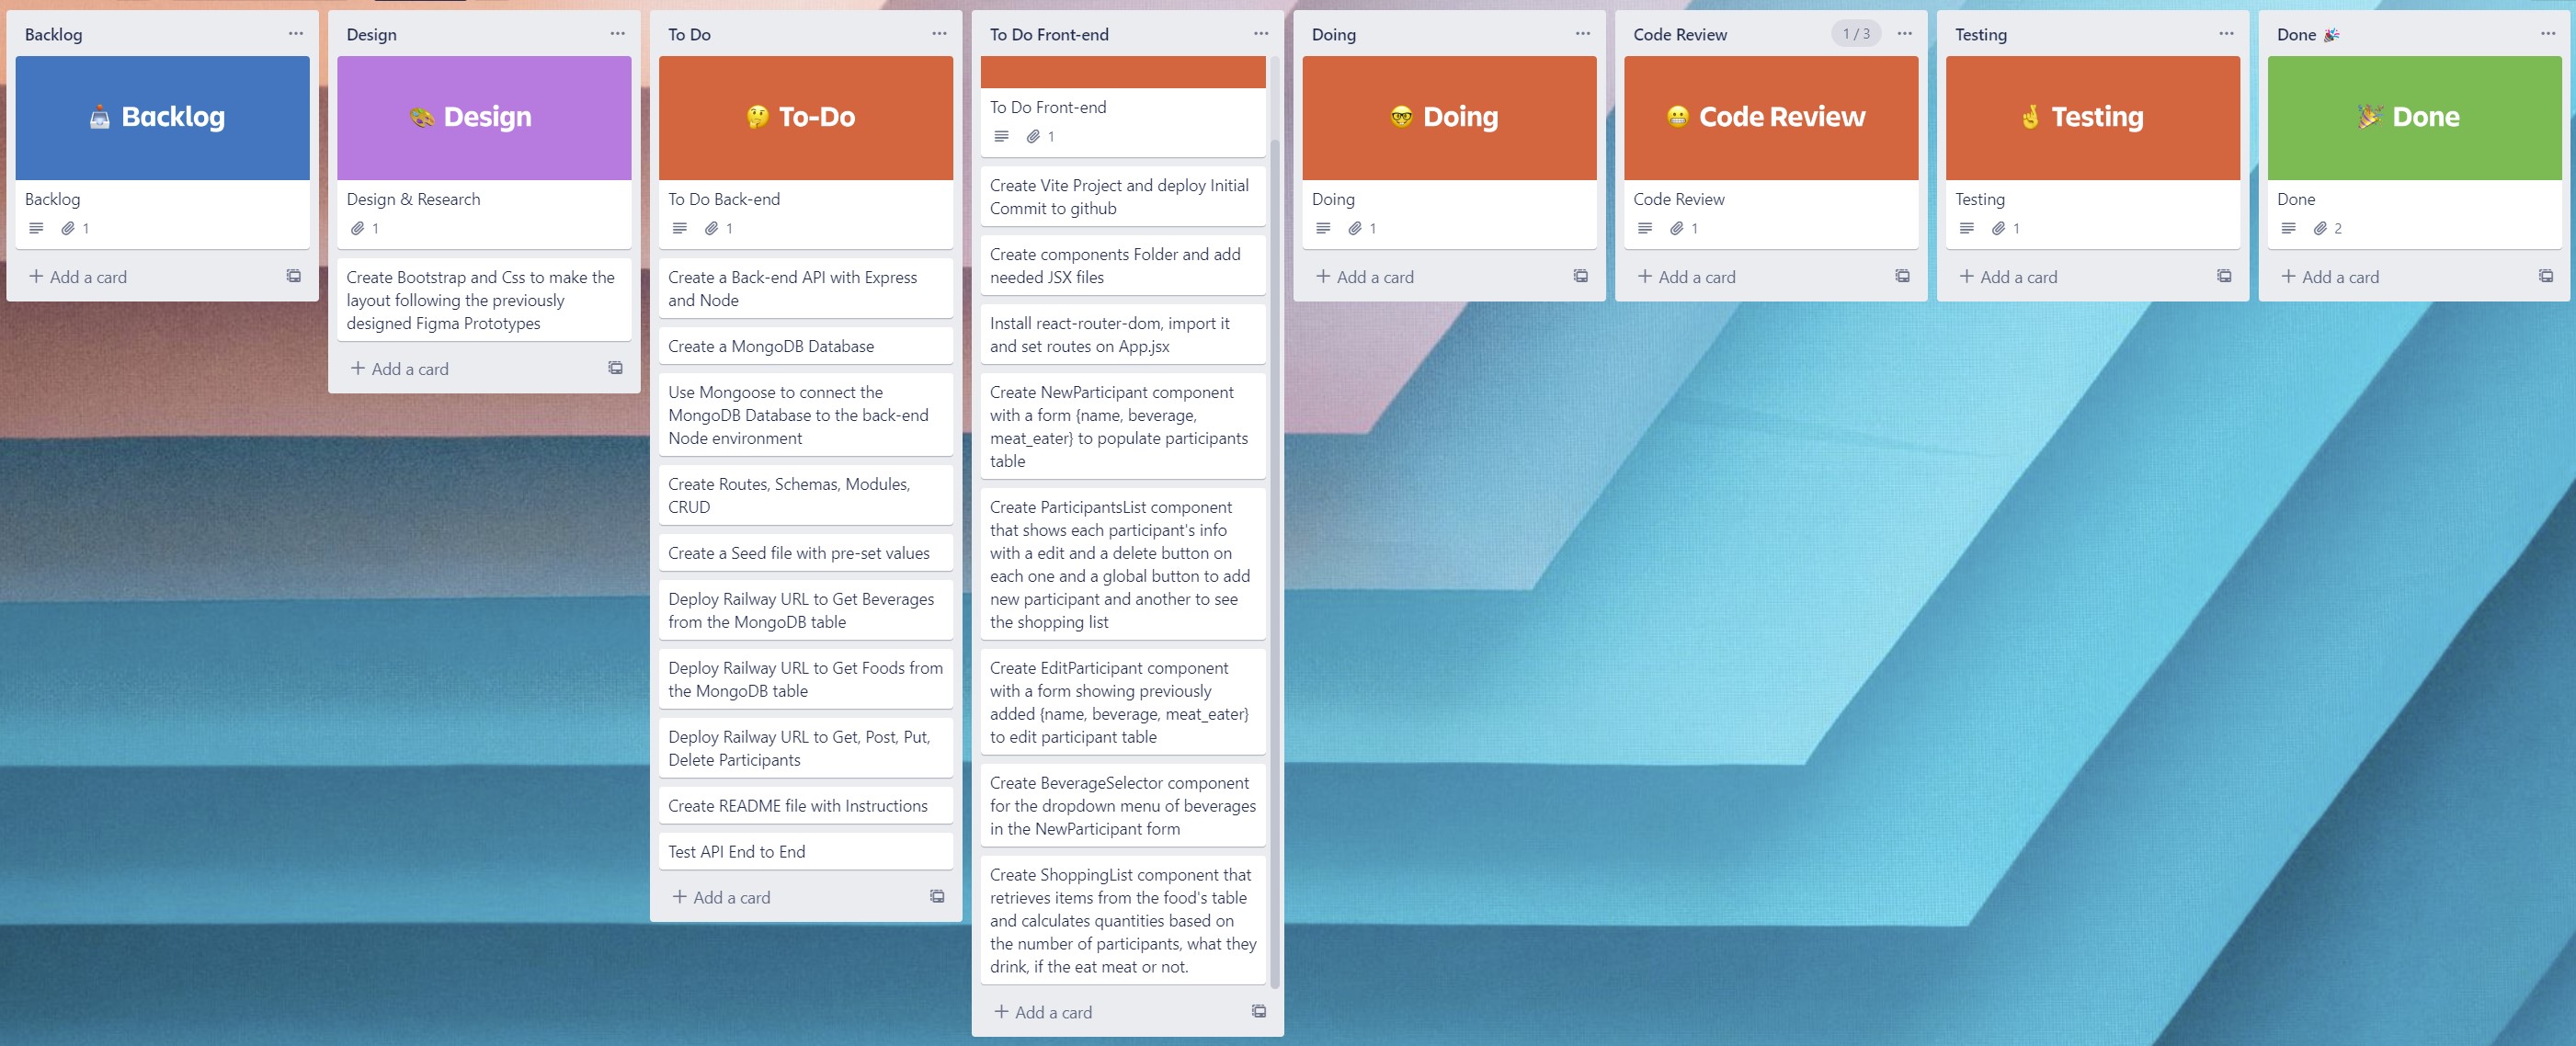 Backlog
Backlog
Backlog
1
Add a card
Design
Design
Design & Research
1
Create Bootstrap and Css to make the
layout following the previously
designed Figma Prototypes
Add a card
To Do
To-Do
To Do Back-end
1
Create a Back-end API with Express
and Node
Create a MongoDB Database
Use Mongoose to connect the
MongoDB Database to the back-end
Node environment
Create Routes, Schemas, Modules,
CRUD
Create a Seed file with pre-set values
Deploy Railway URL to Get Beverages
from the MongoDB table
Deploy Railway URL to Get Foods from
the MongoDB table
Deploy Railway URL to Get, Post, Put,
Delete Participants
Create README file with Instructions
Test API End to End
Add a card
To Do Front-end
To Do Front-end
1
Create Vite Project and deploy Initial
Commit to github
Create components Folder and add
needed JSX files
Install react-router-dom, import it
and set routes on App.jsx
Create NewParticipant component
with a form {name, beverage,
meat_eater} to populate participants
table
Create ParticipantsList component
that shows each participant's info
with a edit and a delete button on
each one and a global button to add
new participant and another to see
the shopping list
Create EditParticipant component
with a form showing previously
added {name, beverage, meat_eater}
to edit participant table
Create BeverageSelector component
for the dropdown menu of beverages
in the NewParticipant form
Create ShoppingList component that
retrieves items from the food's table
and calculates quantities based on
the number of participants, what they
drink, if the eat meat or not.
Add a card
Doing
Doing
Doing
1
Add a card
Code Review
1 / 3
Code Review
Code Review
1
Add a card
Testing
Testing
Testing
1
Add a card
Done 🎉
Done
Done
2
Add a card